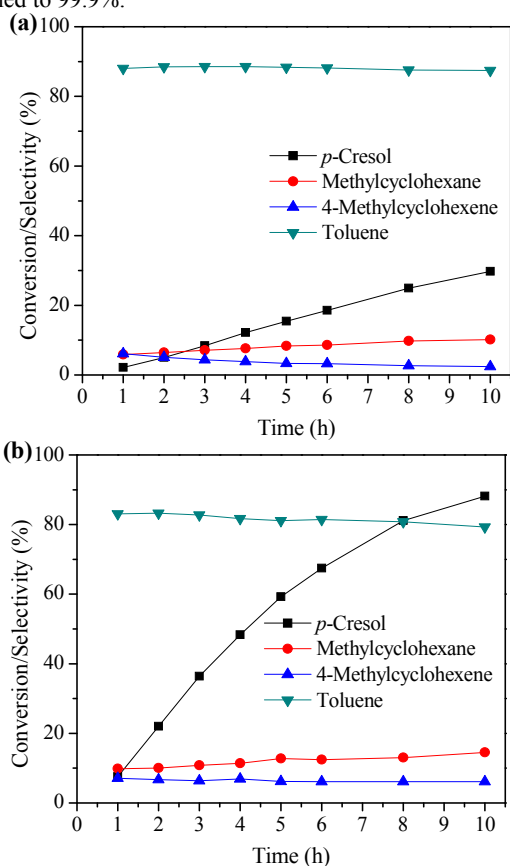 ned to 99.9%.
(a)
100
80
60
40
20
0
Conversion/Selectivity (%)
p-Cresol
Methylcyclohexane
4-Methylcyclohexene
Toluene
0 1 2 3 4 5 6 7 8 9 10
Time (h)
(b)
100
80
60
40
20
0
Conversion/Selectivity (%)
p-Cresol
Methylcyclohexane
4-Methylcyclohexene
Toluene
0 1 2 3 4 5 6 7 8 9 10
Time (h)